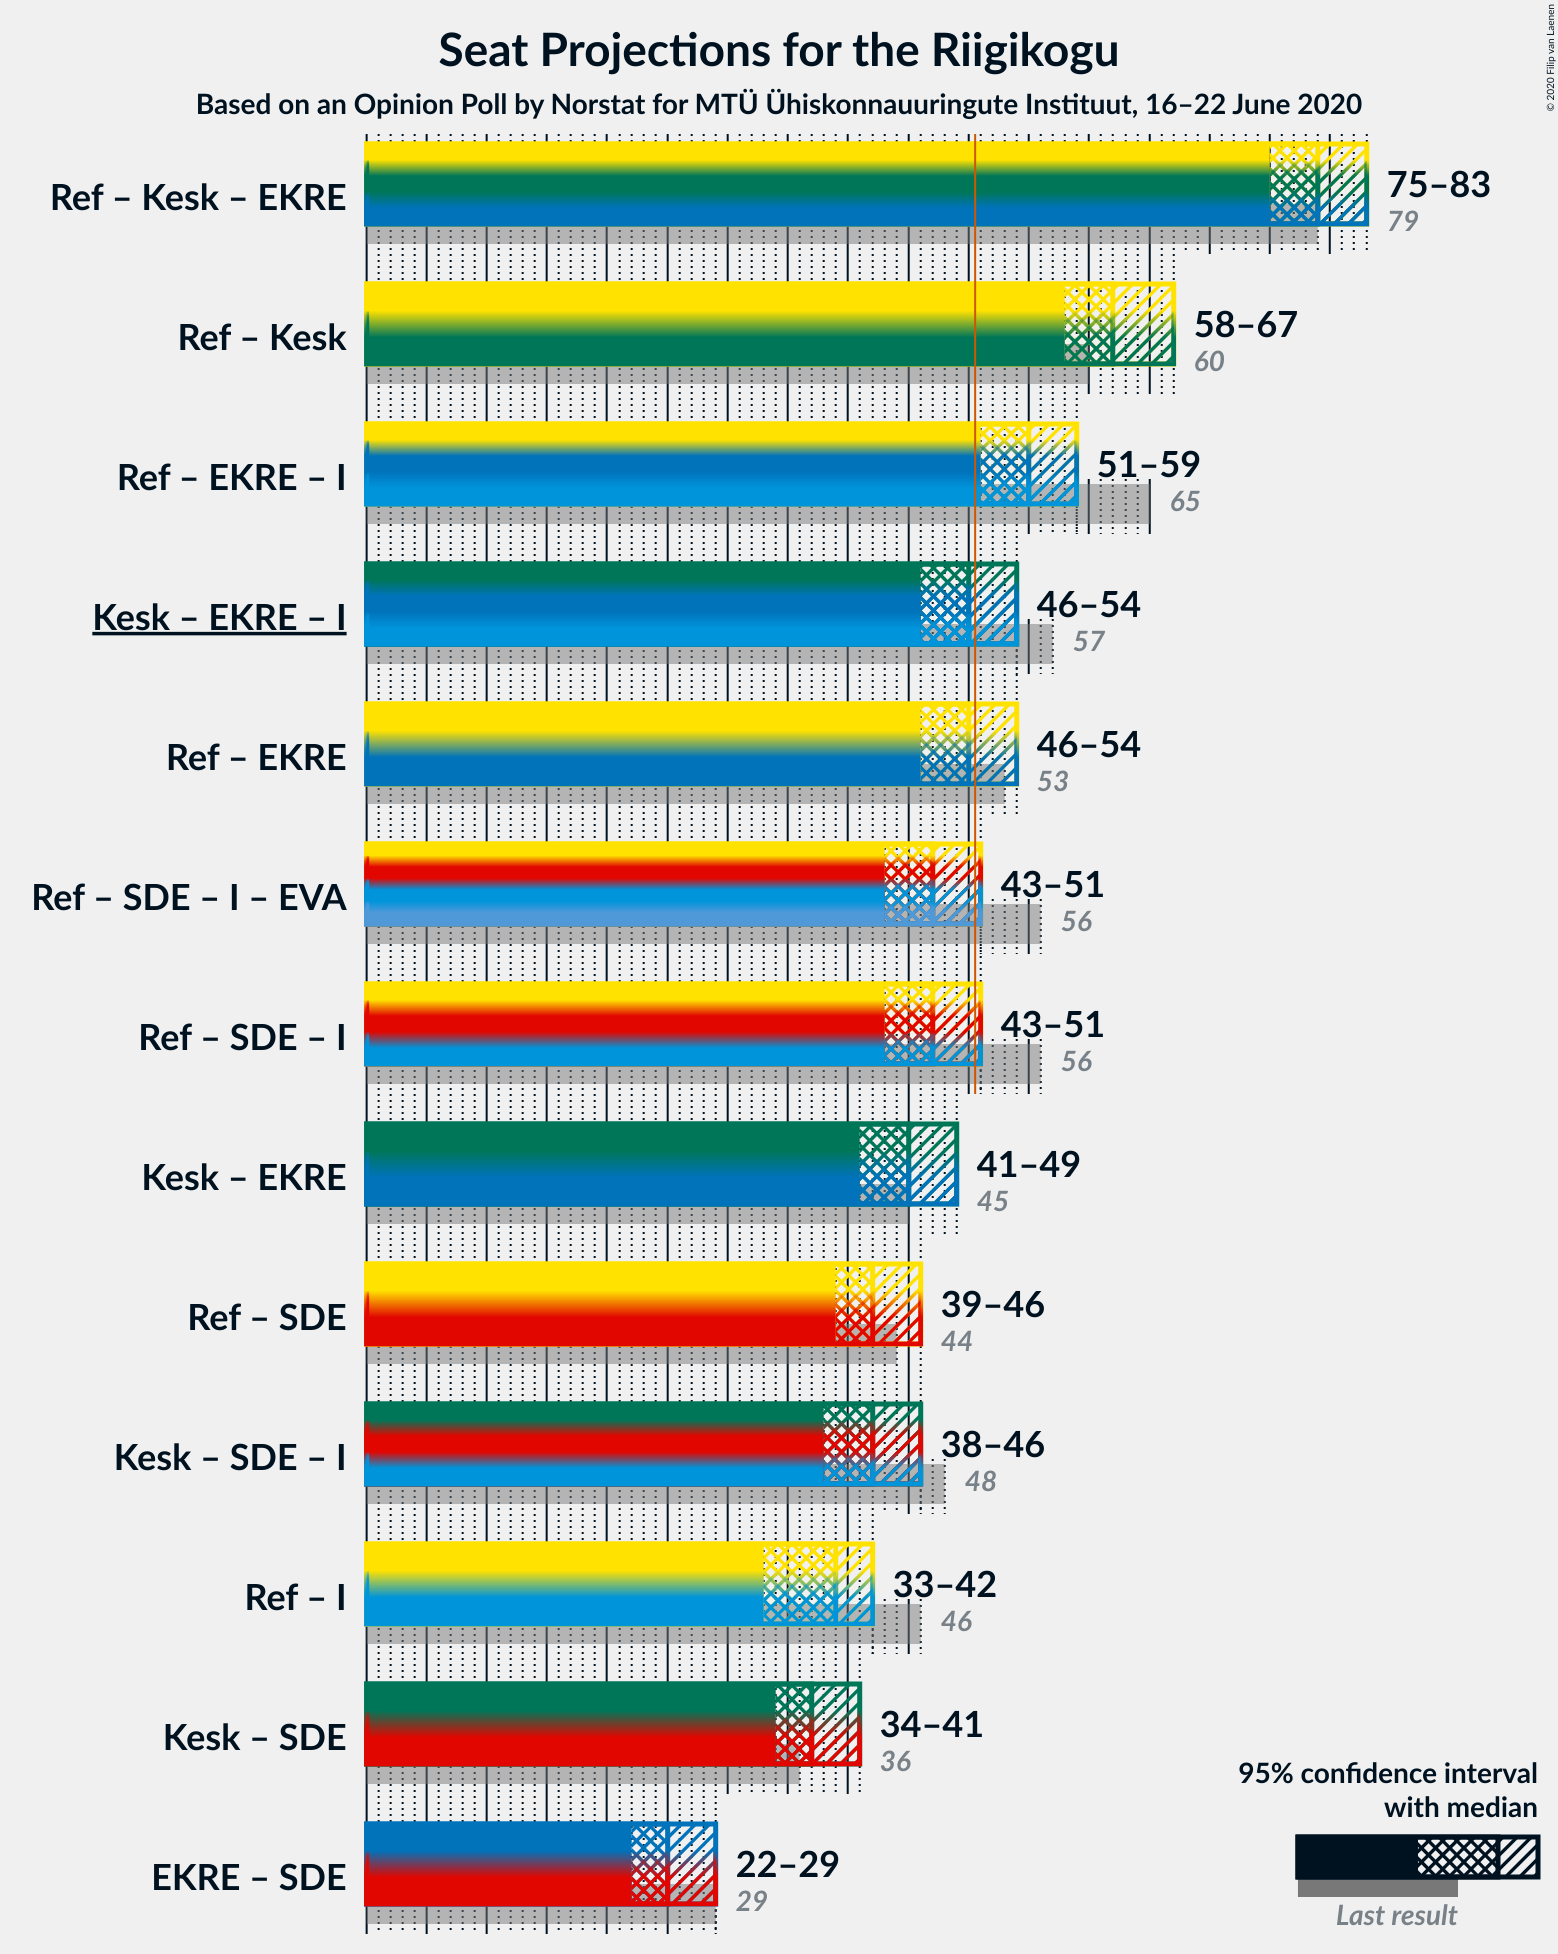 Seat Projections for the Riigikogu
Based on an Opinion Poll by Norstat for MTÜ Ühiskonnauuringute Instituut, 16–22 June 2020
© 2020 Filip van Laenen
Ref – Kesk – EKRE
75–83
79
Ref – Kesk
58–67
60
Ref – EKRE – I
51–59
65
Kesk – EKRE – I
46–54
57
Ref – EKRE
46–54
53
Ref – SDE – I – EVA
43–51
56
Ref – SDE – I
43–51
56
Kesk – EKRE
41–49
45
Ref – SDE
39–46
44
Kesk – SDE – I
38–46
48
Ref – I
33–42
46
Kesk – SDE
34–41
36
EKRE – SDE
22–29
29
95% confidence interval
with median
Last result